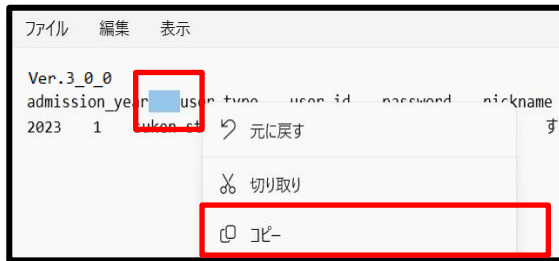 ファイル 編集 表示
Ver.3_0_0
admission_year user_type user_id password nickname
2023 1 す
元に戻す
切り取り
コピー